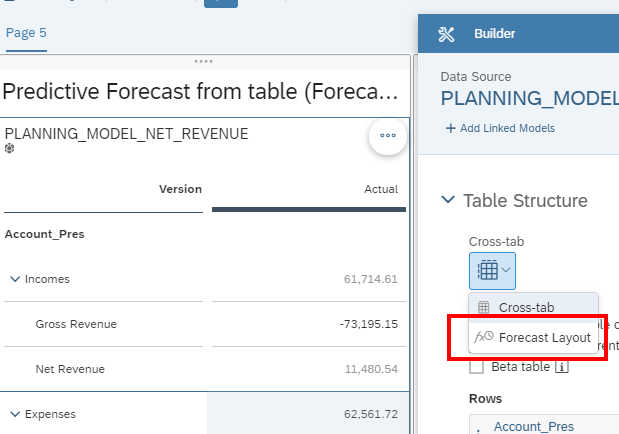 Page 5
Predictive Forecast from table (Foreca...
PLANNING_MODEL_NET_REVENUE
Version Actual
Account_Pres
Incomes 61,714.61
Gross Revenue -73,195.15
Net Revenue 11,480.54
Expenses 62,561.72
Builder
Data Source
PLANNING_MODEL
+ Add Linked Models
Table Structure
Cross-tab
Cross-tab
Forecast Layout
Beta table
Rows
Account_Pres